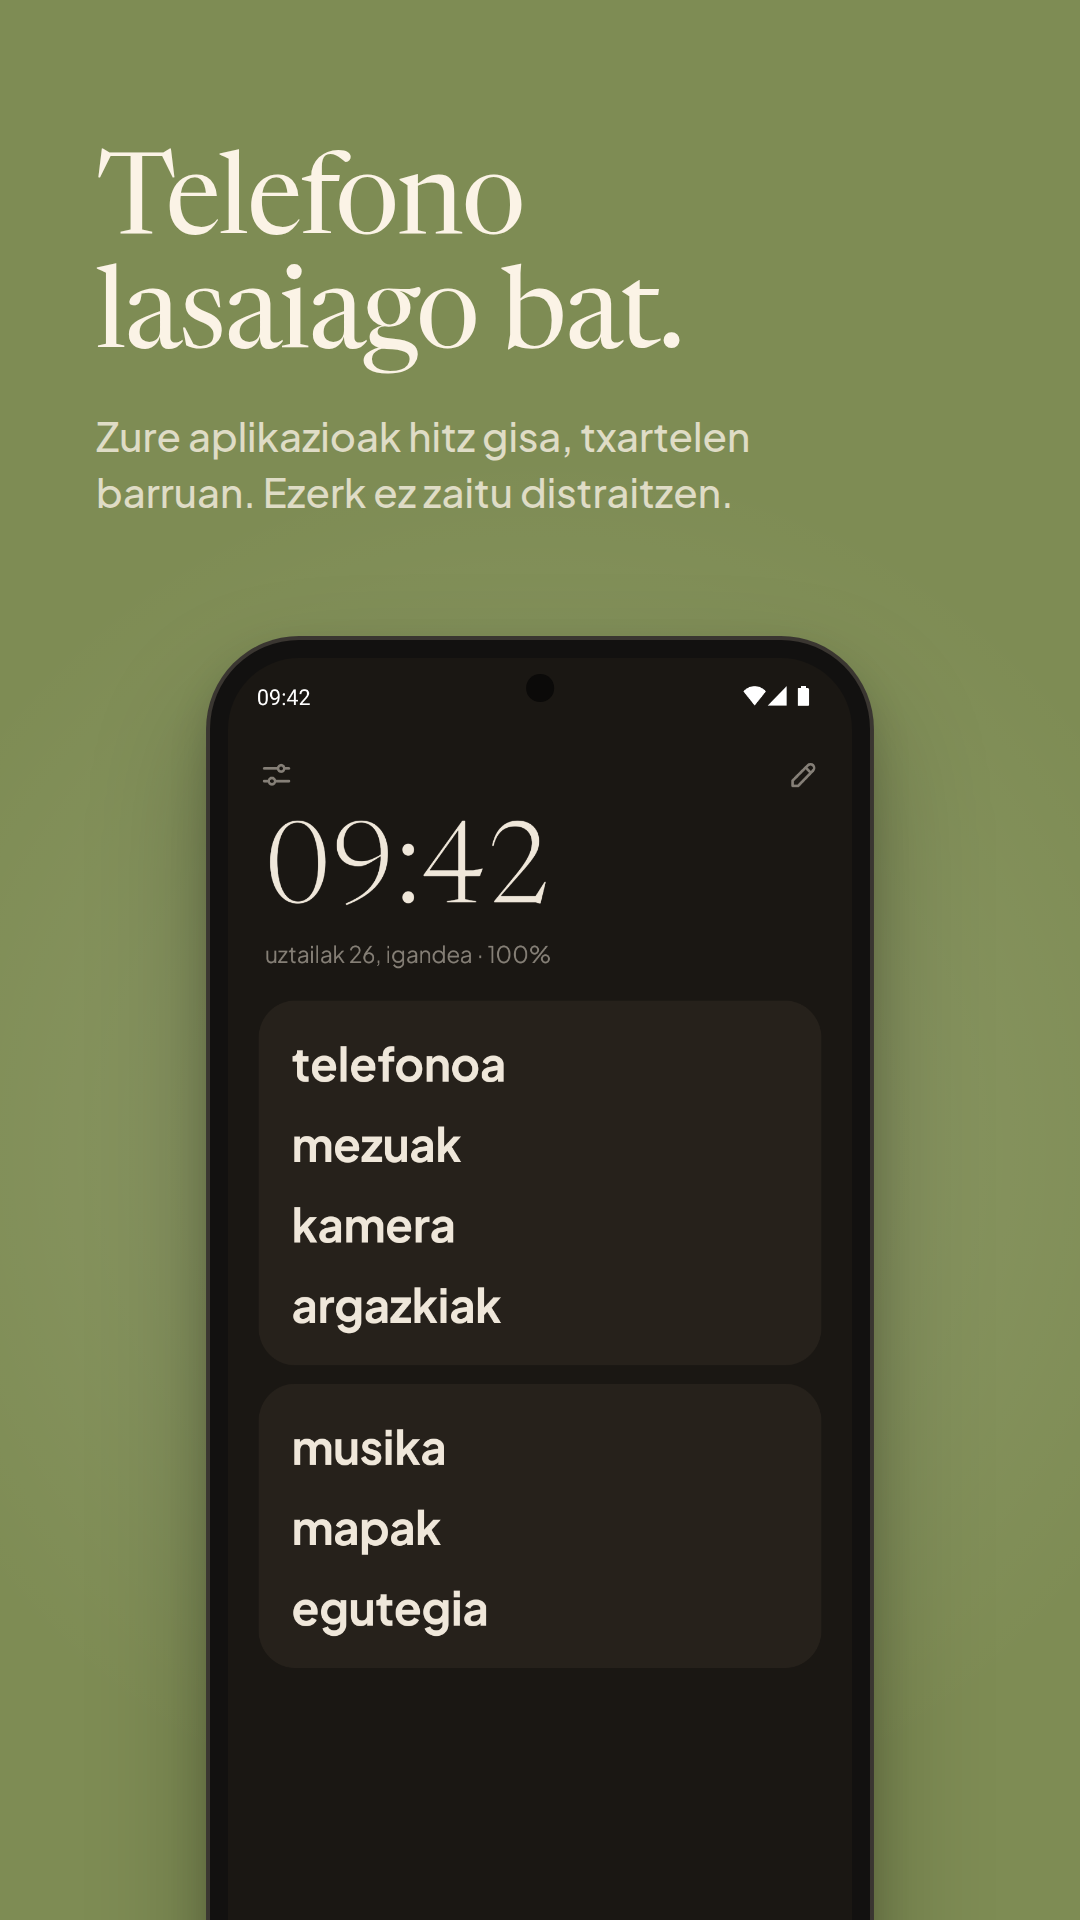 Telefono
lasaiago bat.
Zure aplikazioak hitz gisa, txartelen
barruan. Ezerk ez zaitu distraitzen.
09:42
09:42
uztailak 26, igandea · 100%
telefonoa
mezuak
kamera
argazkiak
musika
mapak
egutegia